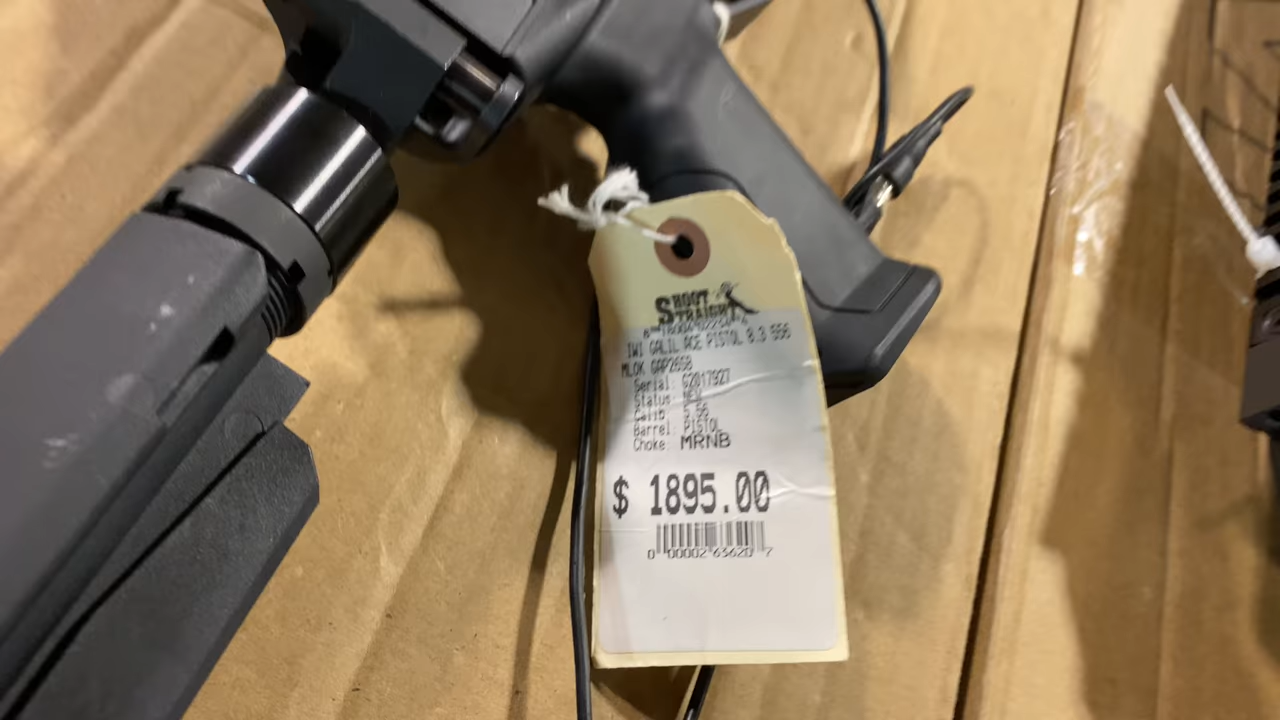 SHOOT
STRAIGHT
IWI GALIL ACE PISTOL 8.3 556
MLOK GAP26SB
Serial: G2017927
Status: NEW
Calib: 5.56
Barrel: PISTOL
Choke: MRNB
$ 1895.00
0 00002 63620 7